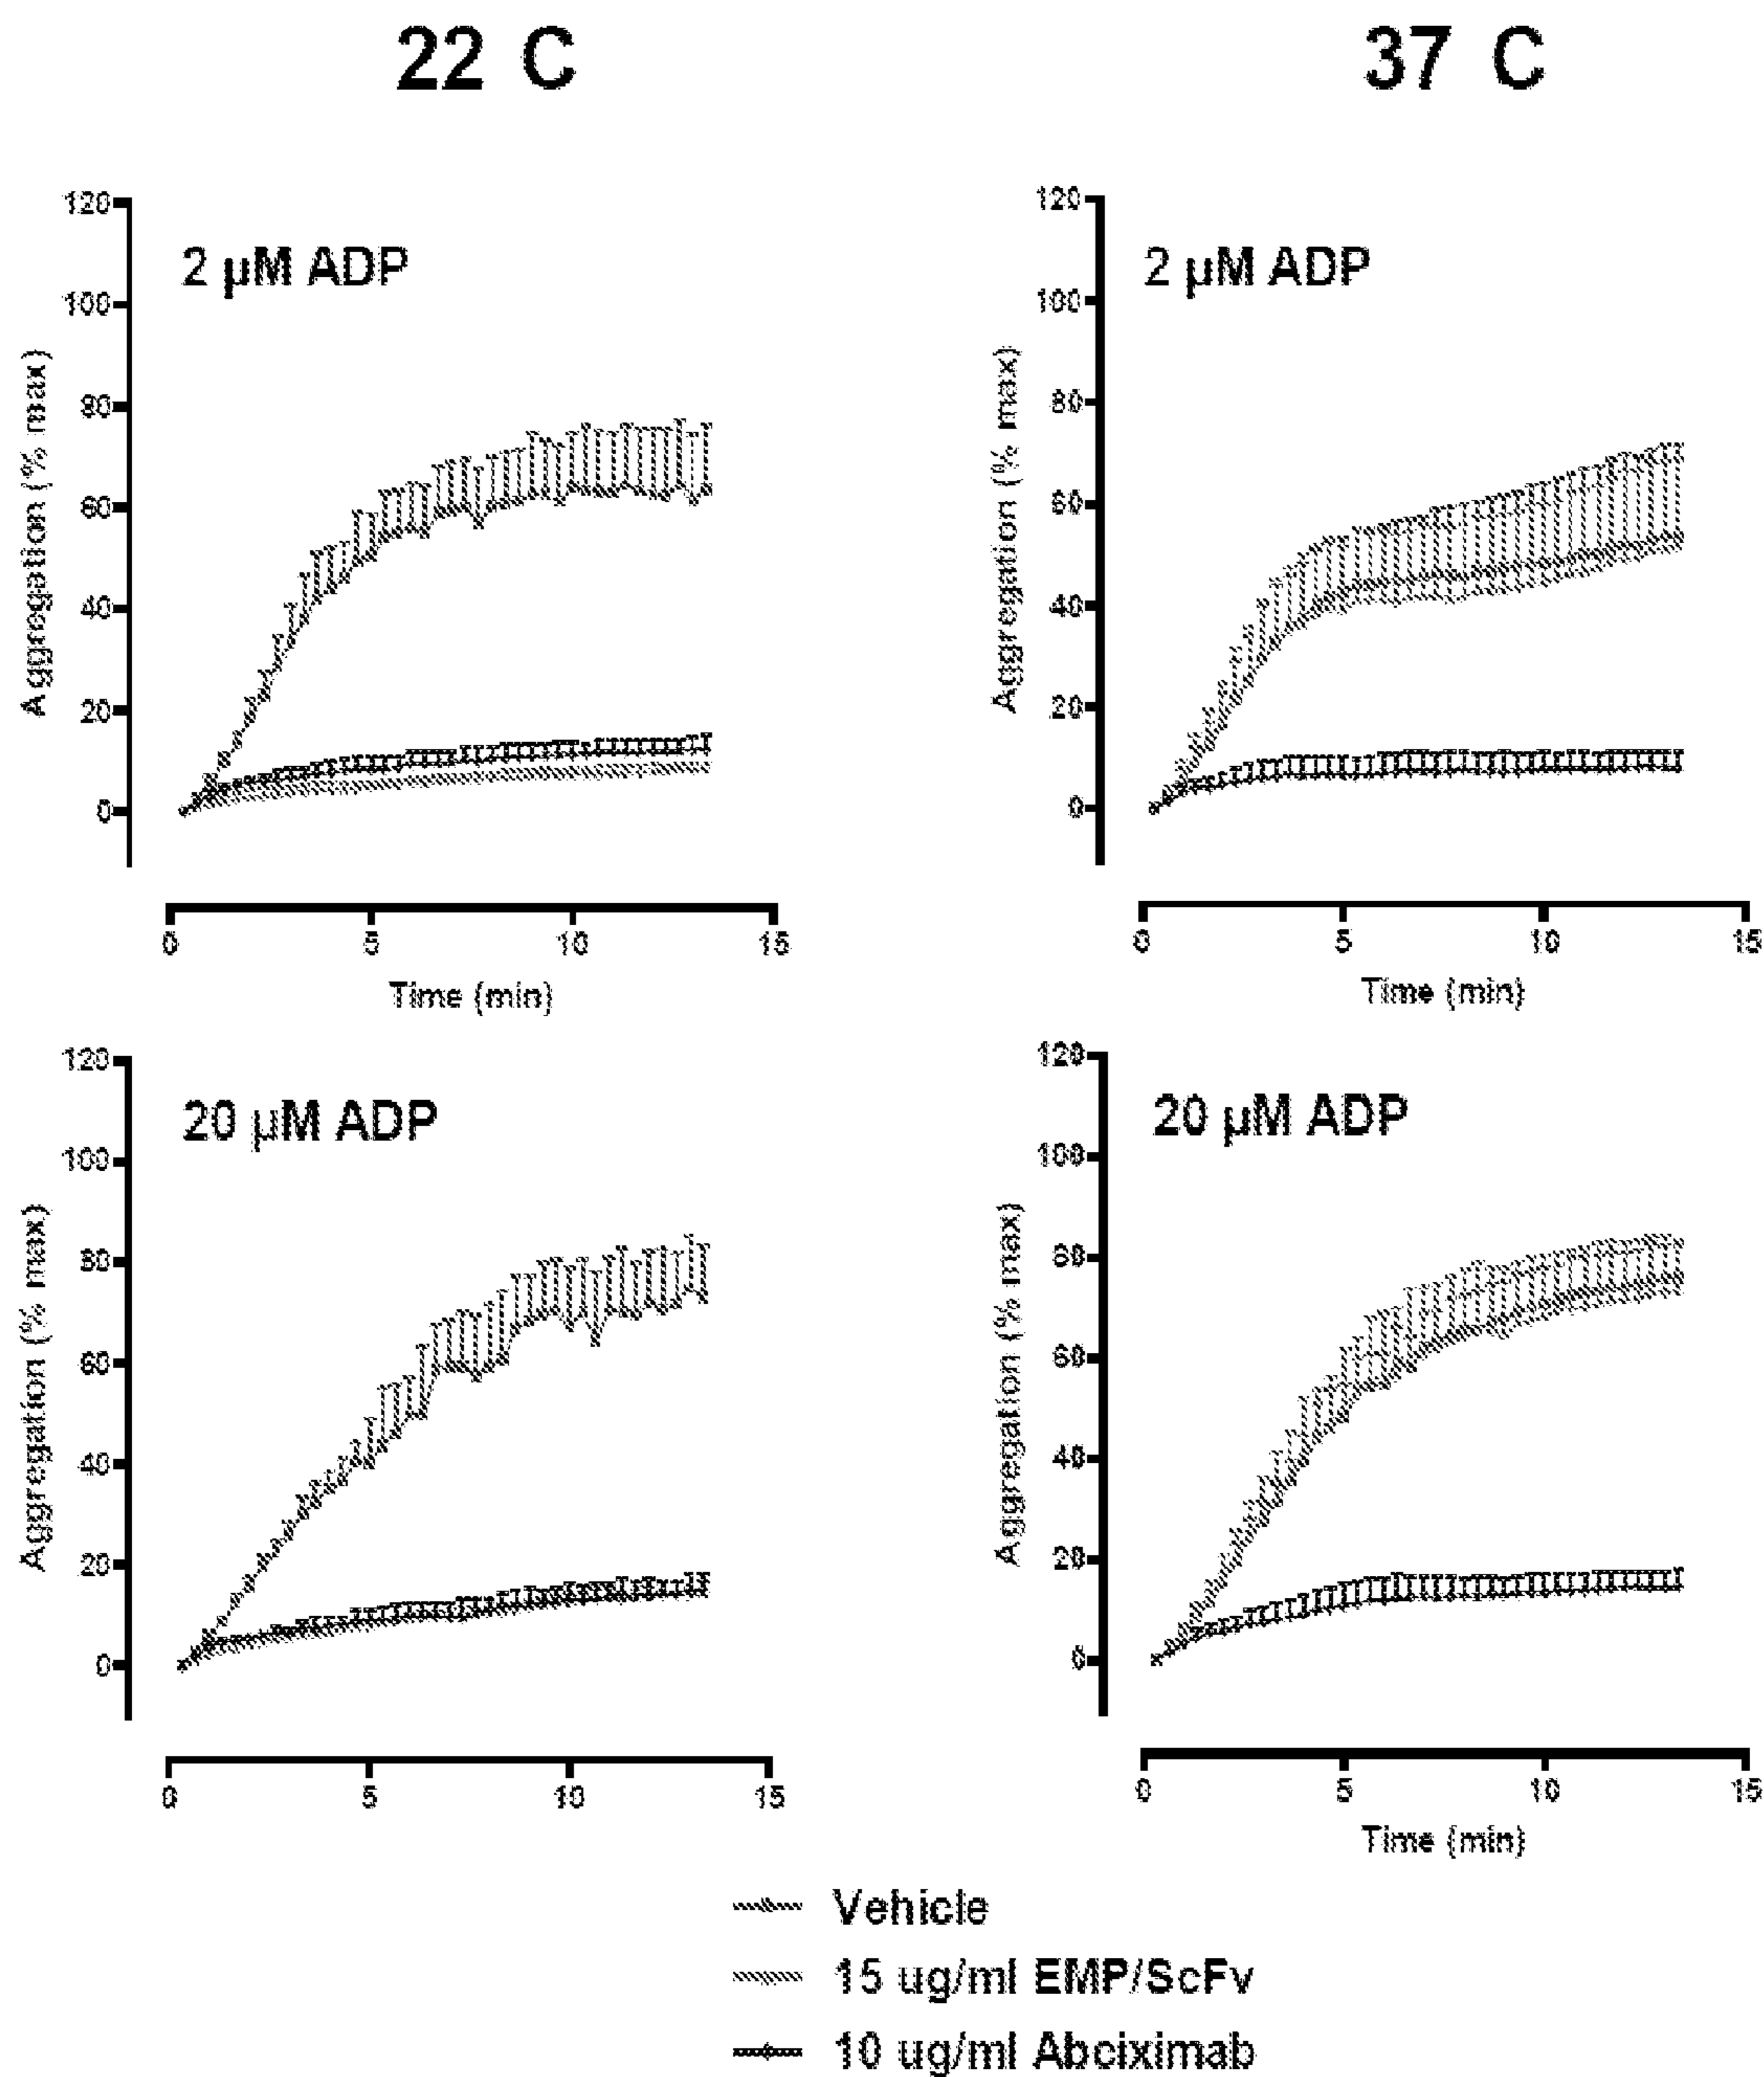 22 C
37 C
120
100
80
60
40
20
0
Aggregation (% max)
2 µM ADP
0 5 10 15
Time (min)
120
100
80
60
40
20
0
Aggregation (% max)
2 µM ADP
0 5 10 15
Time (min)
120
100
80
60
40
20
0
Aggregation (% max)
20 µM ADP
0 5 10 15
120
100
80
60
40
20
0
Aggregation (% max)
20 µM ADP
0 5 10 15
Time (min)
Vehicle
15 ug/ml EMP/ScFv
10 ug/ml Abciximab